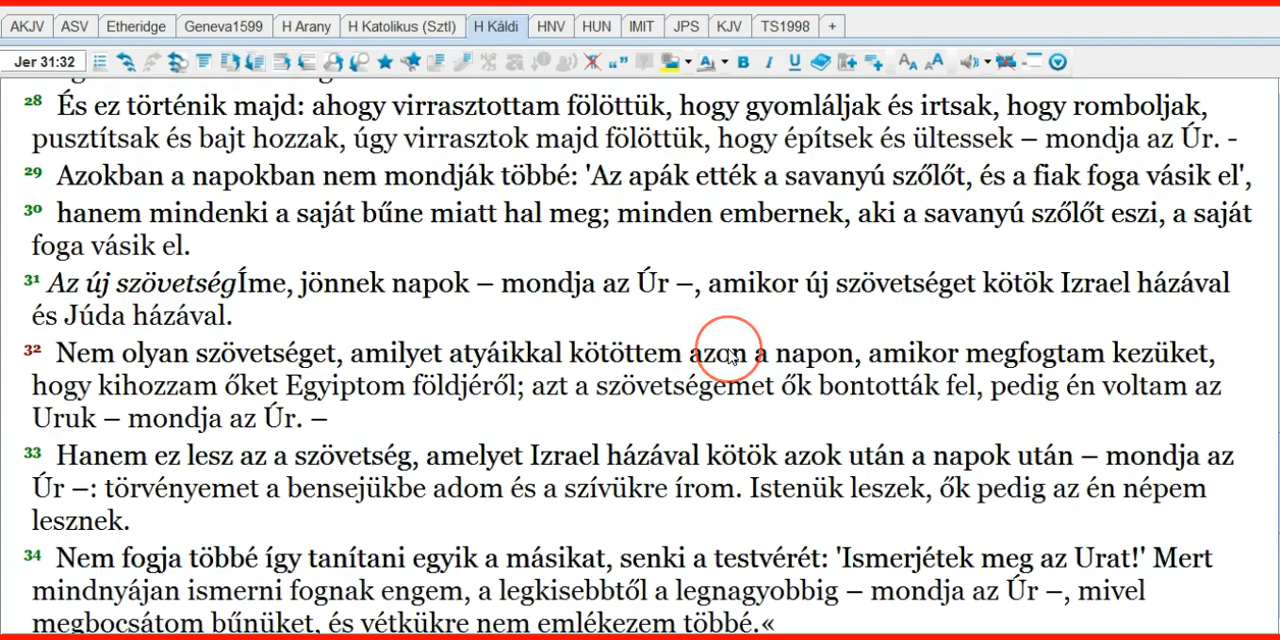 AKJV ASV Etheridge Geneva1599 H Arany H Katolikus (Sztl) H Káldi HNV HUN IMIT JPS KJV TS1998 +
Jer 31:32
28 És ez történik majd: ahogy virrasztottam fölöttük, hogy gyomláljak és irtsak, hogy romboljak,
pusztítsak és bajt hozzak, úgy virrasztok majd fölöttük, hogy építsek és ültessek – mondja az Úr. -
29 Azokban a napokban nem mondják többé: 'Az apák ették a savanyú szőlőt, és a fiak foga vásik el',
30 hanem mindenki a saját bűne miatt hal meg; minden embernek, aki a savanyú szőlőt eszi, a saját
foga vásik el.
31 Az új szövetségÍme, jönnek napok – mondja az Úr –, amikor új szövetséget kötök Izrael házával
és Júda házával.
32 Nem olyan szövetséget, amilyet atyáikkal kötöttem azon a napon, amikor megfogtam kezüket,
hogy kihozzam őket Egyiptom földjéről; azt a szövetségemet ők bontották fel, pedig én voltam az
Uruk – mondja az Úr. –
33 Hanem ez lesz az a szövetség, amelyet Izrael házával kötök azok után a napok után – mondja az
Úr –: törvényemet a bensejükbe adom és a szívükre írom. Istenük leszek, ők pedig az én népem
lesznek.
34 Nem fogja többé így tanítani egyik a másikat, senki a testvérét: 'Ismerjétek meg az Urat!' Mert
mindnyájan ismerni fognak engem, a legkisebbtől a legnagyobbig – mondja az Úr –, mivel
megbocsátom bűnüket, és vétkükre nem emlékezem többé.«